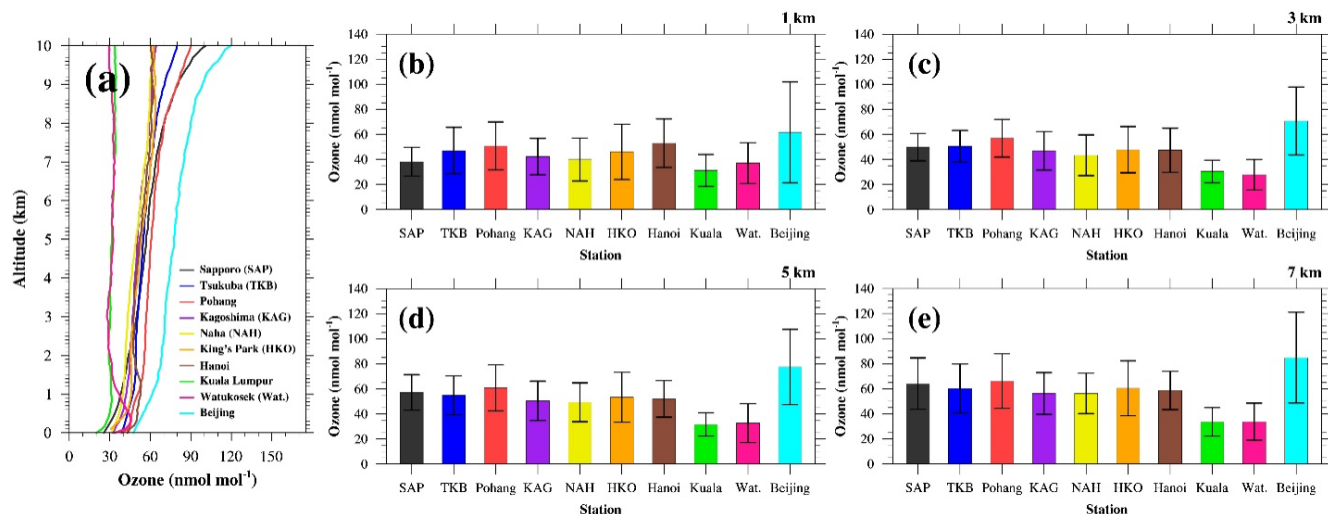 (a)
10
9
8
7
6
5
4
3
2
1
0
Altitude (km)
0 30 60 90 120 150
Ozone (nmol mol-1)
Sapporo (SAP)
Tsukuba (TKB)
Pohang
Kagoshima (KAG)
Naha (NAH)
King's Park (HKO)
Hanoi
Kuala Lumpur
Watukosek (Wat.)
Beijing
1 km
(b)
140
120
100
80
60
40
20
0
Ozone (nmol mol-1)
SAP TKB Pohang KAG NAH HKO Hanoi Kuala Wat. Beijing
Station
3 km
(c)
140
120
100
80
60
40
20
0
Ozone (nmol mol-1)
SAP TKB Pohang KAG NAH HKO Hanoi Kuala Wat. Beijing
Station
5 km
(d)
140
120
100
80
60
40
20
0
Ozone (nmol mol-1)
SAP TKB Pohang KAG NAH HKO Hanoi Kuala Wat. Beijing
Station
7 km
(e)
140
120
100
80
60
40
20
0
Ozone (nmol mol-1)
SAP TKB Pohang KAG NAH HKO Hanoi Kuala Wat. Beijing
Station